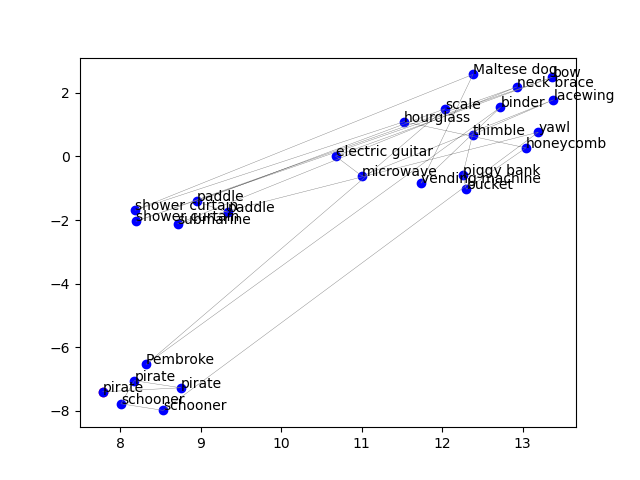 Maltese dog
bow
neck brace
lacewing
scale
binder
hourglass
thimble
yawl
honeycomb
electric guitar
microwave
piggy bank
vending machine
bucket
paddle
shower curtain
paddle
shower curtain
submarine
Pembroke
pirate
pirate
pirate
schooner
schooner
2
0
−2
−4
−6
−8
8 9 10 11 12 13